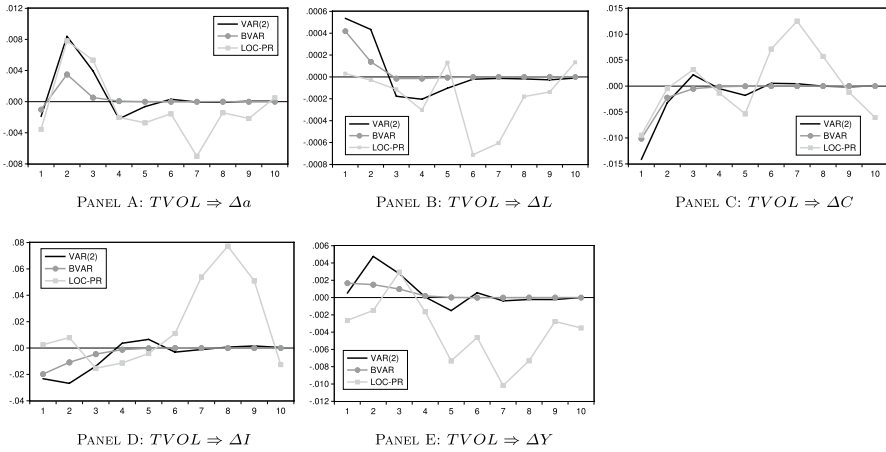 .012
.008
.004
.000
-.004
-.008
VAR(2)
BVAR
LOC-PR
1 2 3 4 5 6 7 8 9 10
PANEL A: TVOL ⇒ Δa
.0006
.0004
.0002
.0000
-.0002
-.0004
-.0006
-.0008
VAR(2)
BVAR
LOC-PR
1 2 3 4 5 6 7 8 9 10
PANEL B: TVOL ⇒ ΔL
.015
.010
.005
.000
-.005
-.010
-.015
VAR(2)
BVAR
LOC-PR
1 2 3 4 5 6 7 8 9 10
PANEL C: TVOL ⇒ ΔC
.08
.06
.04
.02
.00
-.02
-.04
VAR(2)
BVAR
LOC-PR
1 2 3 4 5 6 7 8 9 10
PANEL D: TVOL ⇒ ΔI
.006
.004
.002
.000
-.002
-.004
-.006
-.008
-.010
-.012
VAR(2)
BVAR
LOC-PR
1 2 3 4 5 6 7 8 9 10
PANEL E: TVOL ⇒ ΔY